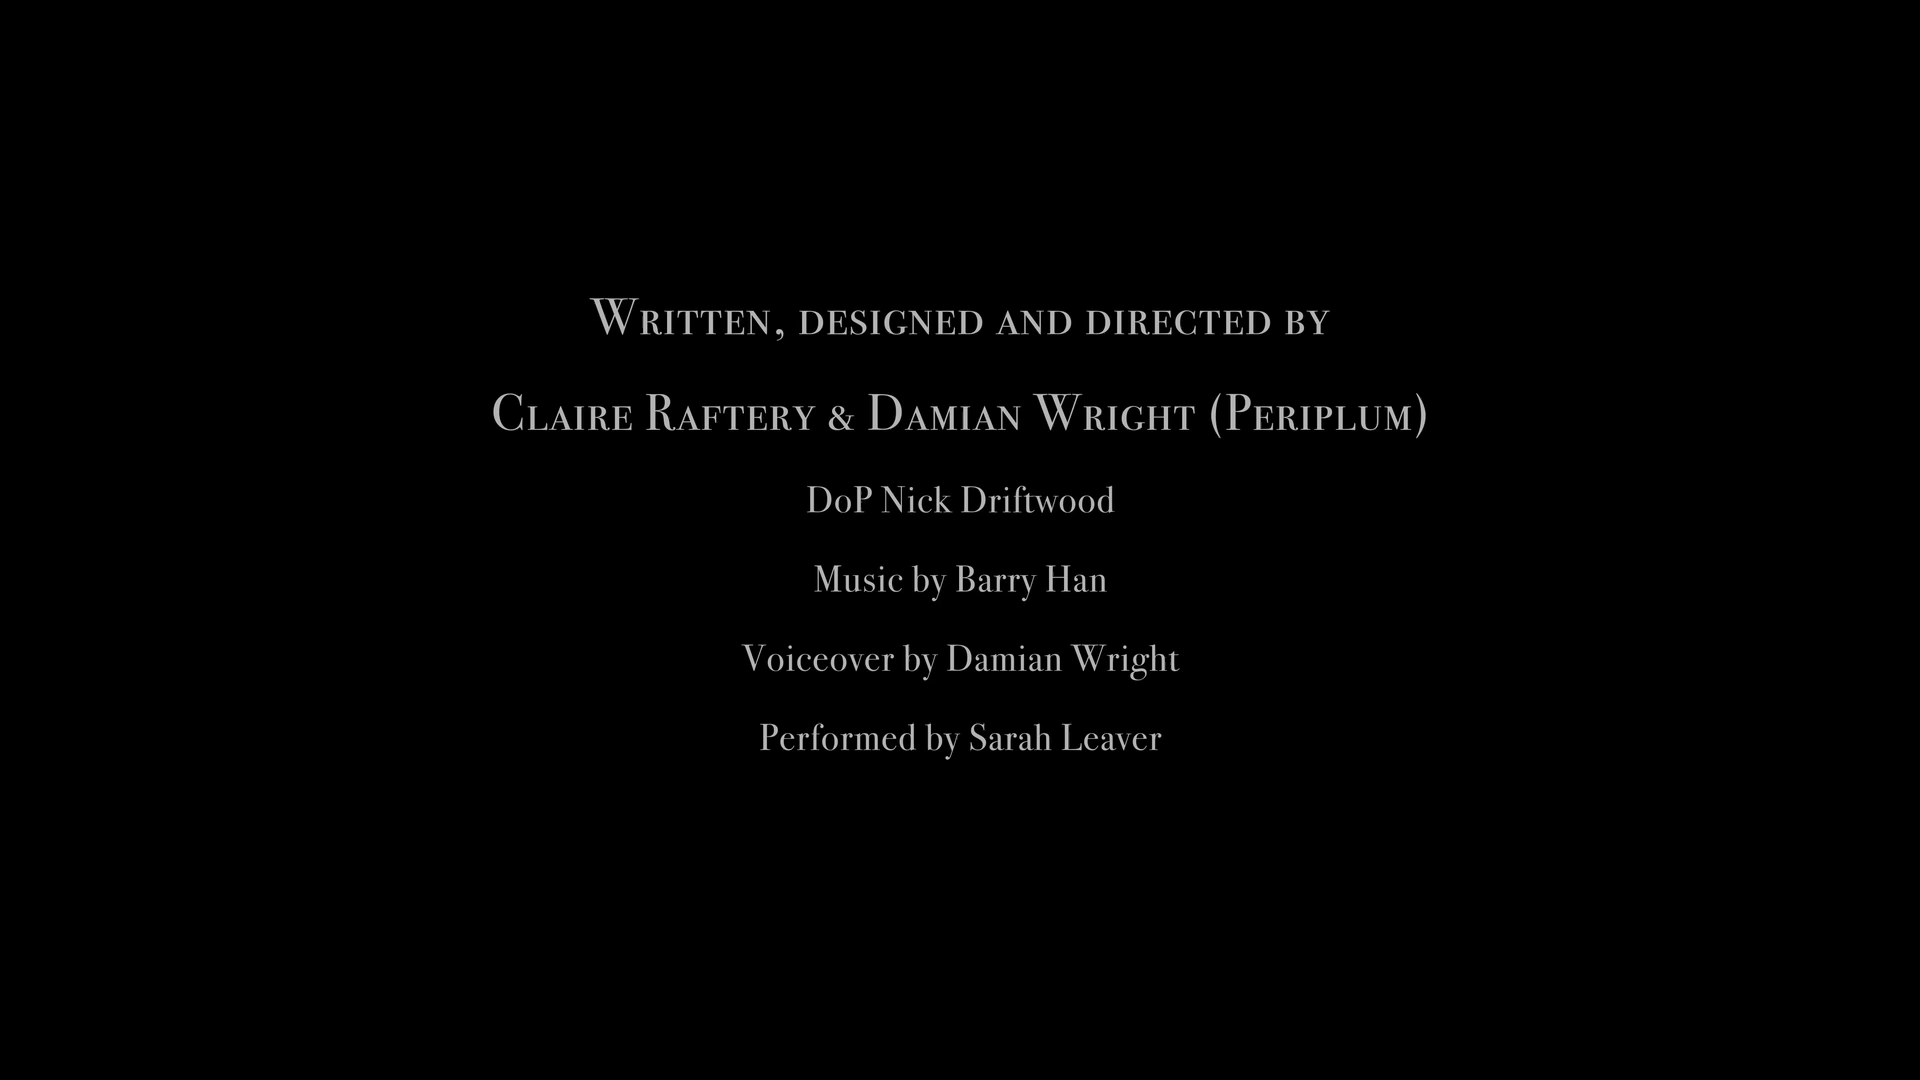 Written, designed and directed by
Claire Raftery & Damian Wright (Periplum)
DoP Nick Driftwood
Music by Barry Han
Voiceover by Damian Wright
Performed by Sarah Leaver